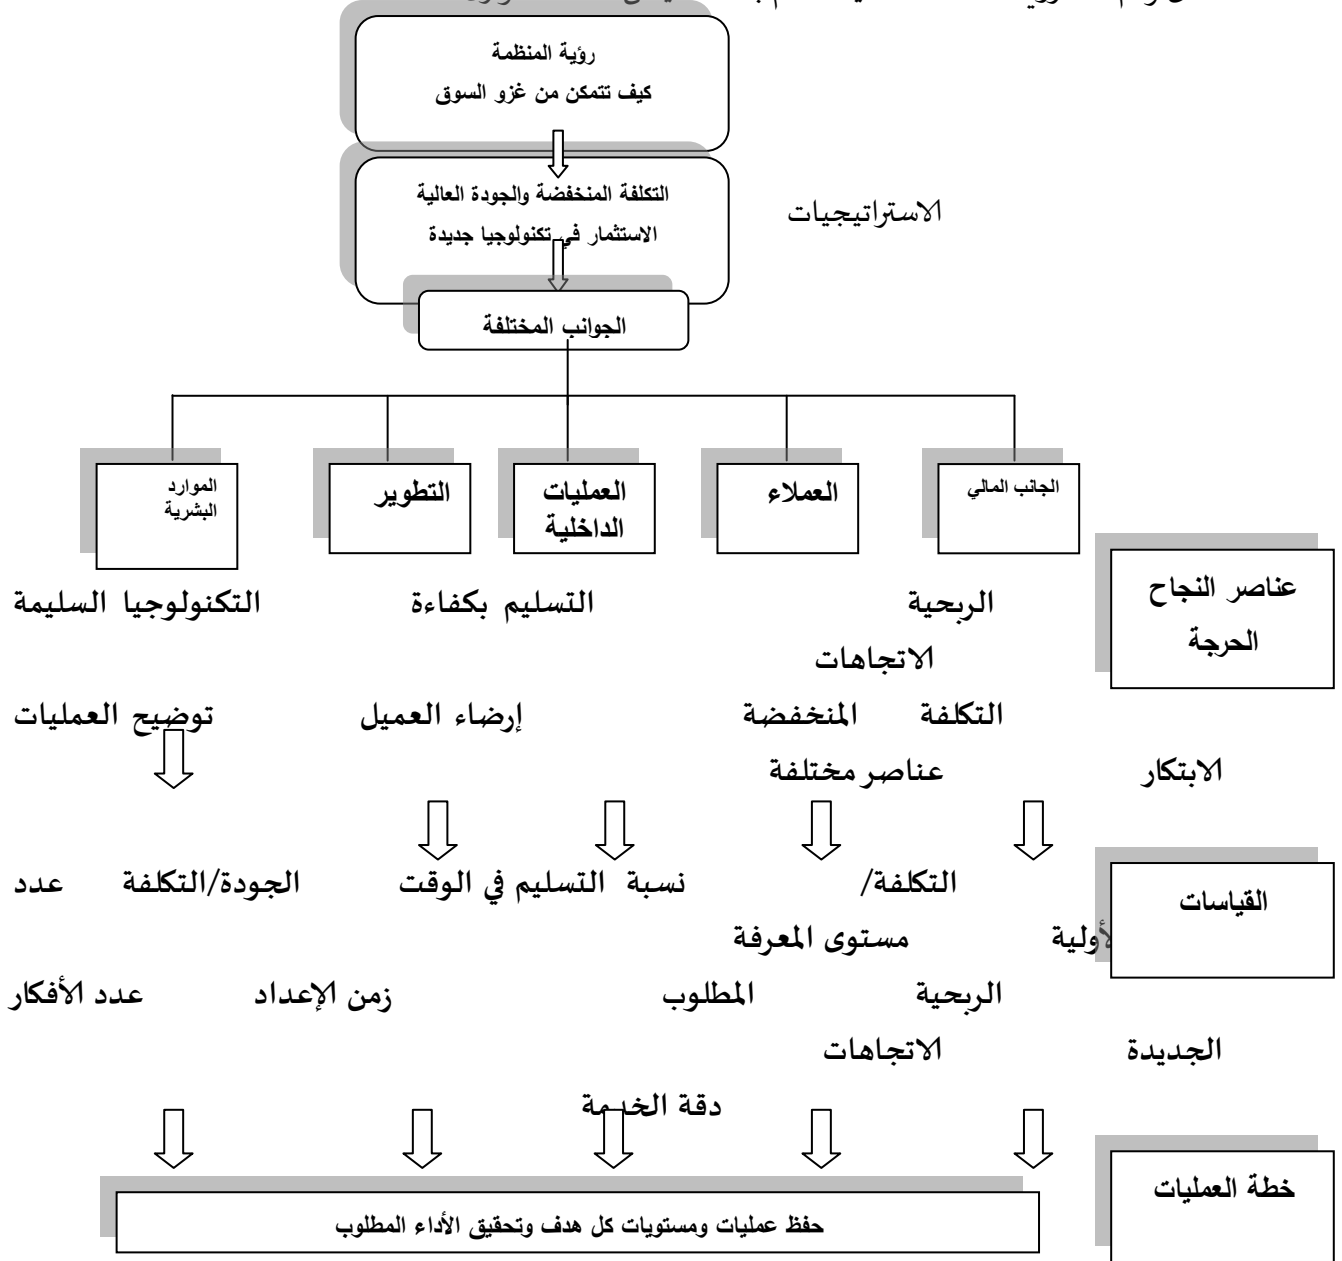 رؤية المنظمة
كيف تتمكن من غزو السوق
التكلفة المنخفضة والجودة العالية
الاستثمار في تكنولوجيا جديدة
الاستراتيجيات
الجوانب المختلفة
الجانب المالي
العملاء
العمليات
الداخلية
التطوير
الموارد
البشرية
عناصر النجاح
الحرجة
الربحية التسليم بكفاءة التكنولوجيا السليمة
الاتجاهات
التكلفة المنخفضة إرضاء العميل توضيح العمليات
الابتكار عناصر مختلفة
القياسات
التكلفة/ نسبة التسليم في الوقت الجودة/التكلفة عدد
مستوى المعرفة
الربحية المطلوب زمن الإعداد عدد الأفكار
الجديدة الاتجاهات
دقة الخدمة
خطة العمليات
حفظ عمليات ومستويات كل هدف وتحقيق الأداء المطلوب